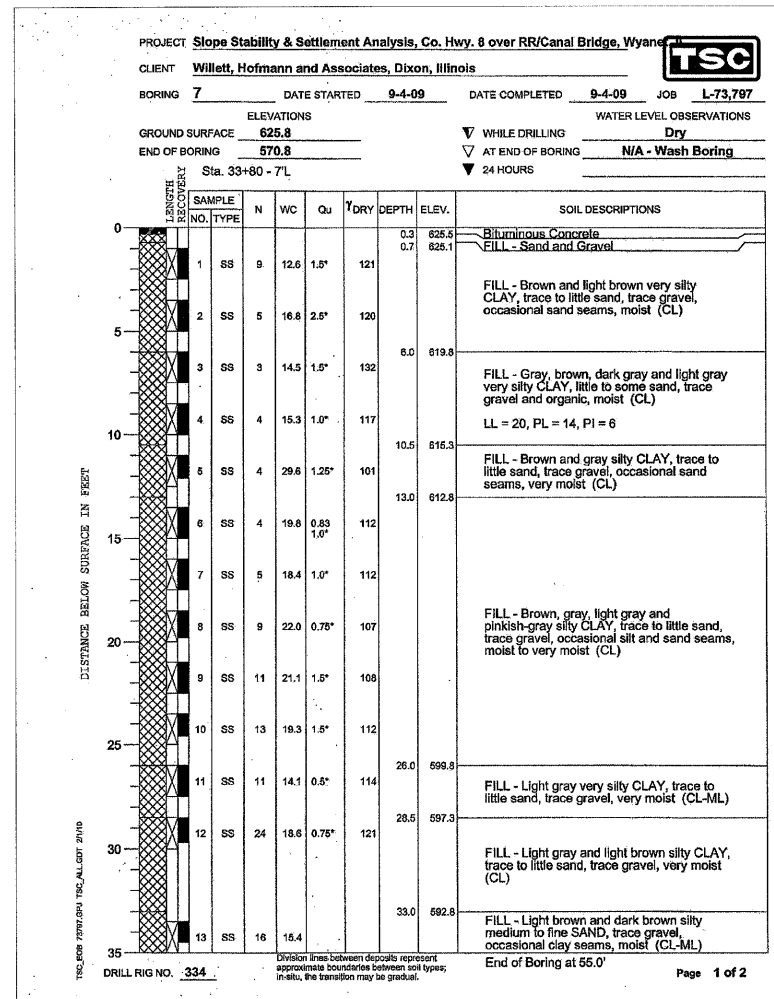 PROJECT Slope Stability & Settlement Analysis, Co. Hwy. 8 over RR/Canal Bridge, Wyanet,
TSC
CLIENT Willett, Hofmann and Associates, Dixon, Illinois
BORING 7 DATE STARTED 9-4-09 DATE COMPLETED 9-4-09 JOB L-73,797
ELEVATIONS WATER LEVEL OBSERVATIONS
GROUND SURFACE 625.8 ▽ WHILE DRILLING Dry
END OF BORING 570.8 ▽ AT END OF BORING N/A - Wash Boring
Sta. 33+80 - 7'L ▼ 24 HOURS
LENGTH RECOVERY SAMPLE NO. TYPE N WC Qu γDRY DEPTH ELEV. SOIL DESCRIPTIONS
0 0.3 625.5 Bituminous Concrete
0.7 625.1 FILL - Sand and Gravel
1 SS 9 12.6 1.5* 121
FILL - Brown and light brown very silty
CLAY, trace to little sand, trace gravel,
occasional sand seams, moist (CL)
2 SS 5 16.8 2.5* 120
5
6.0 619.8
3 SS 3 14.5 1.5* 132
FILL - Gray, brown, dark gray and light gray
very silty CLAY, little to some sand, trace
gravel and organic, moist (CL)
4 SS 4 15.3 1.0* 117
LL = 20, PL = 14, PI = 6
10
10.5 615.3
5 SS 4 29.6 1.25* 101
FILL - Brown and gray silty CLAY, trace to
little sand, trace gravel, occasional sand
seams, very moist (CL)
13.0 612.8
6 SS 4 19.8 0.83
1.0* 112
15
7 SS 5 18.4 1.0* 112
8 SS 9 22.0 0.75* 107
FILL - Brown, gray, light gray and
pinkish-gray silty CLAY, trace to little sand,
trace gravel, occasional silt and sand seams,
moist to very moist (CL)
20
9 SS 11 21.1 1.5* 108
10 SS 13 19.3 1.5* 112
25
26.0 599.8
11 SS 11 14.1 0.5* 114
FILL - Light gray very silty CLAY, trace to
little sand, trace gravel, very moist (CL-ML)
28.5 597.3
12 SS 24 18.6 0.75* 121
30
FILL - Light gray and light brown silty CLAY,
trace to little sand, trace gravel, very moist
(CL)
33.0 592.8
13 SS 16 15.4
FILL - Light brown and dark brown silty
medium to fine SAND, trace gravel,
occasional clay seams, moist (CL-ML)
35
DISTANCE BELOW SURFACE IN FEET
TSC_EOB 73797.GPJ TSC_ALL.GDT 2/1/10
DRILL RIG NO. 334
Division lines between deposits represent
approximate boundaries between soil types;
in-situ, the transition may be gradual.
End of Boring at 55.0'
Page 1 of 2